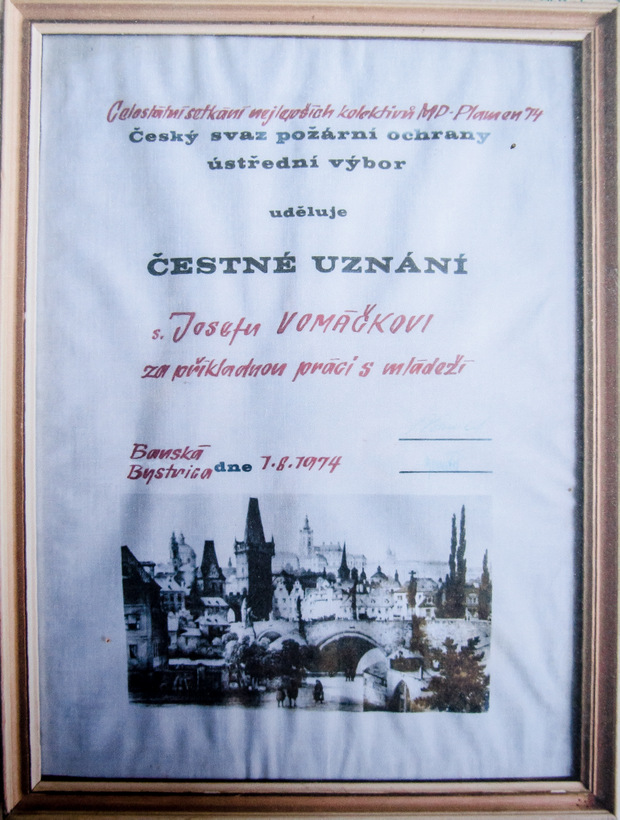 Celostátní setkání nejlepších kolektivů MP-Plamen 74
Český svaz požární ochrany
ústřední výbor
uděluje
ČESTNÉ UZNÁNÍ
s. Josefu VOMÁČKOVI
za příkladnou práci s mládeží
Banská
Bystrica dne 7.8.1974